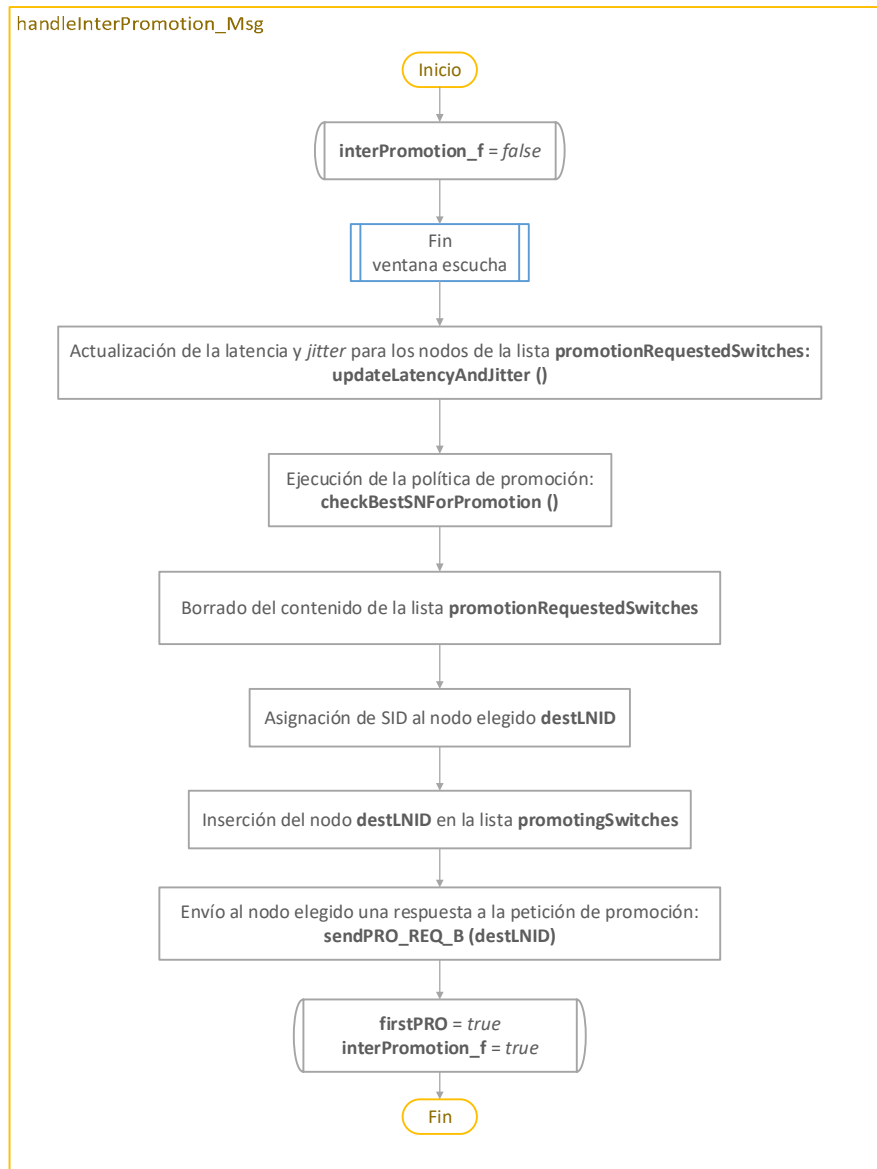 handleInterPromotion_Msg
Inicio
interPromotion_f = false
Fin
ventana escucha
Actualización de la latencia y jitter para los nodos de la lista promotionRequestedSwitches:
updateLatencyAndJitter ()
Ejecución de la política de promoción:
checkBestSNForPromotion ()
Borrado del contenido de la lista promotionRequestedSwitches
Asignación de SID al nodo elegido destLNID
Inserción del nodo destLNID en la lista promotingSwitches
Envío al nodo elegido una respuesta a la petición de promoción:
sendPRO_REQ_B (destLNID)
firstPRO = true
interPromotion_f = true
Fin